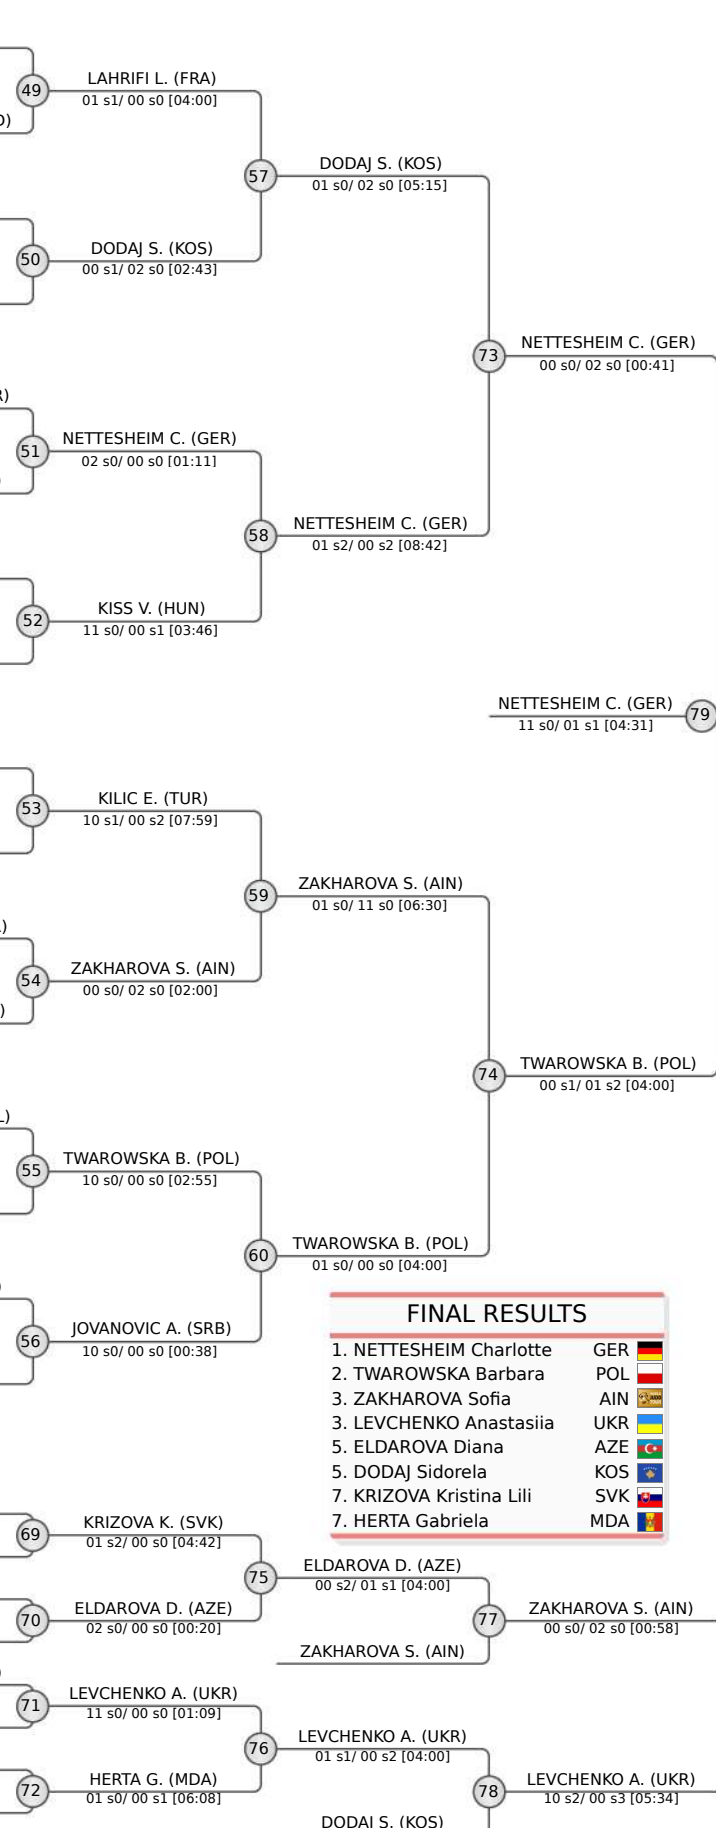 LAHRIFI L. (FRA)
49
01 s1/ 00 s0 [04:00]
DODAJ S. (KOS)
57
01 s0/ 02 s0 [05:15]
DODAJ S. (KOS)
50
00 s1/ 02 s0 [02:43]
NETTESHEIM C. (GER)
73
00 s0/ 02 s0 [00:41]
NETTESHEIM C. (GER)
51
02 s0/ 00 s0 [01:11]
NETTESHEIM C. (GER)
58
01 s2/ 00 s2 [08:42]
KISS V. (HUN)
52
11 s0/ 00 s1 [03:46]
NETTESHEIM C. (GER)
79
11 s0/ 01 s1 [04:31]
KILIC E. (TUR)
53
10 s1/ 00 s2 [07:59]
ZAKHAROVA S. (AIN)
59
01 s0/ 11 s0 [06:30]
ZAKHAROVA S. (AIN)
54
00 s0/ 02 s0 [02:00]
TWAROWSKA B. (POL)
74
00 s1/ 01 s2 [04:00]
TWAROWSKA B. (POL)
55
10 s0/ 00 s0 [02:55]
TWAROWSKA B. (POL)
60
01 s0/ 00 s0 [04:00]
JOVANOVIC A. (SRB)
56
10 s0/ 00 s0 [00:38]
FINAL RESULTS
1. NETTESHEIM Charlotte GER
2. TWAROWSKA Barbara POL
3. ZAKHAROVA Sofia AIN
3. LEVCHENKO Anastasiia UKR
5. ELDAROVA Diana AZE
5. DODAJ Sidorela KOS
7. KRIZOVA Kristina Lili SVK
7. HERTA Gabriela MDA
KRIZOVA K. (SVK)
69
01 s2/ 00 s0 [04:42]
ELDAROVA D. (AZE)
75
00 s2/ 01 s1 [04:00]
ELDAROVA D. (AZE)
70
02 s0/ 00 s0 [00:20]
ZAKHAROVA S. (AIN)
77
00 s0/ 02 s0 [00:58]
ZAKHAROVA S. (AIN)
LEVCHENKO A. (UKR)
71
11 s0/ 00 s0 [01:09]
LEVCHENKO A. (UKR)
76
01 s1/ 00 s2 [04:00]
HERTA G. (MDA)
72
01 s0/ 00 s1 [06:08]
LEVCHENKO A. (UKR)
78
10 s2/ 00 s3 [05:34]
DODAJ S. (KOS)